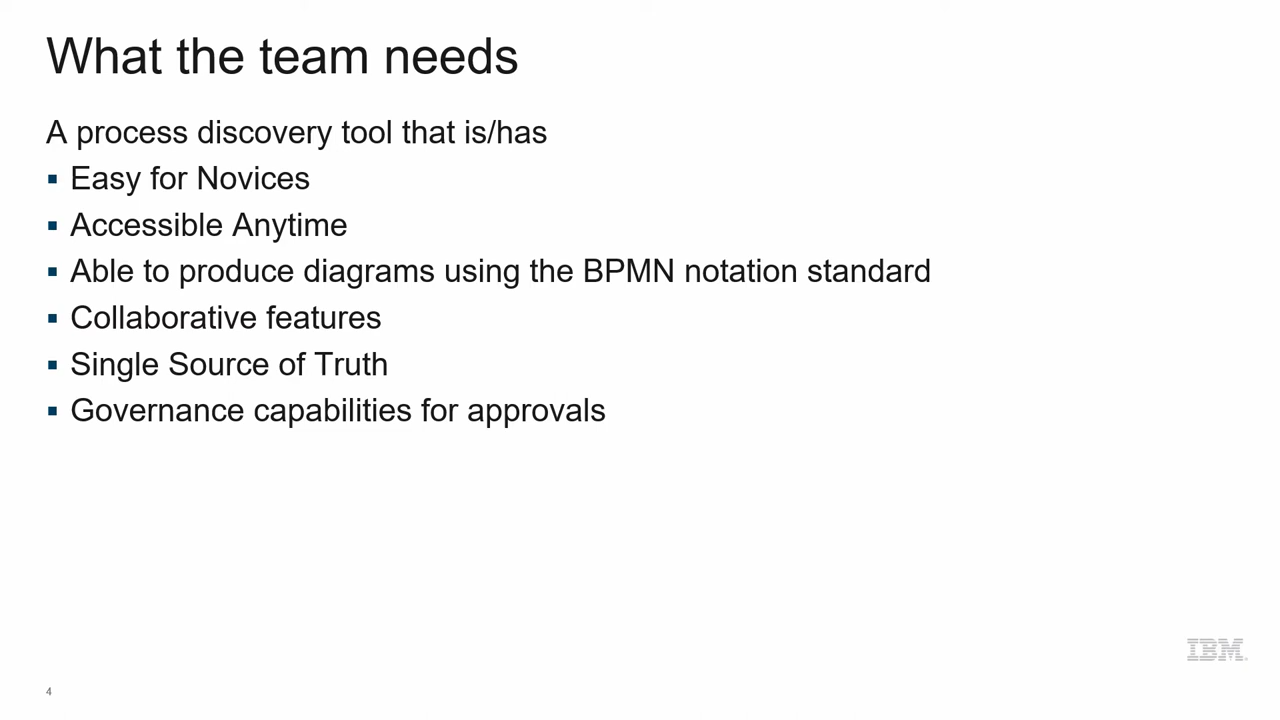 What the team needs
A process discovery tool that is/has
▪ Easy for Novices
▪ Accessible Anytime
▪ Able to produce diagrams using the BPMN notation standard
▪ Collaborative features
▪ Single Source of Truth
▪ Governance capabilities for approvals
IBM
4